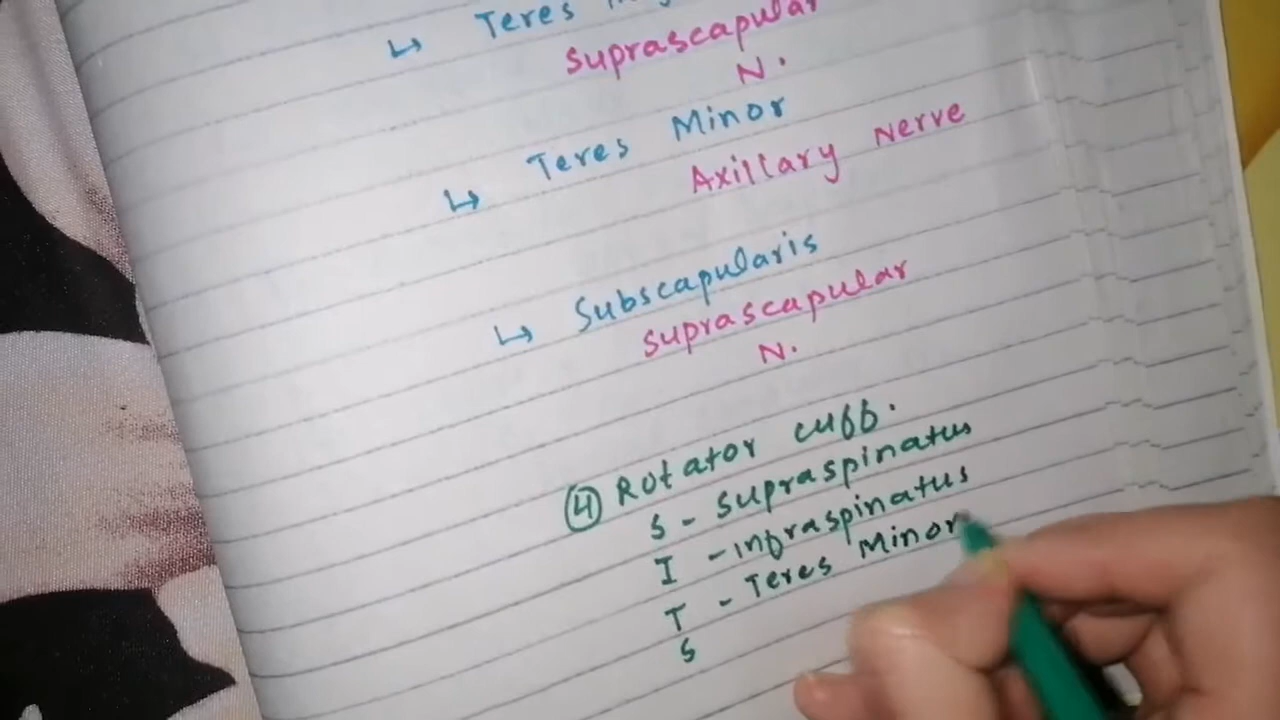 ↳ Teres
Suprascapular
N.
↳ Teres Minor
Axillary Nerve
↳ Subscapularis
Suprascapular
N.
④ Rotator cuff.
S - Supraspinatus
I - infraspinatus
T - Teres Minor
S